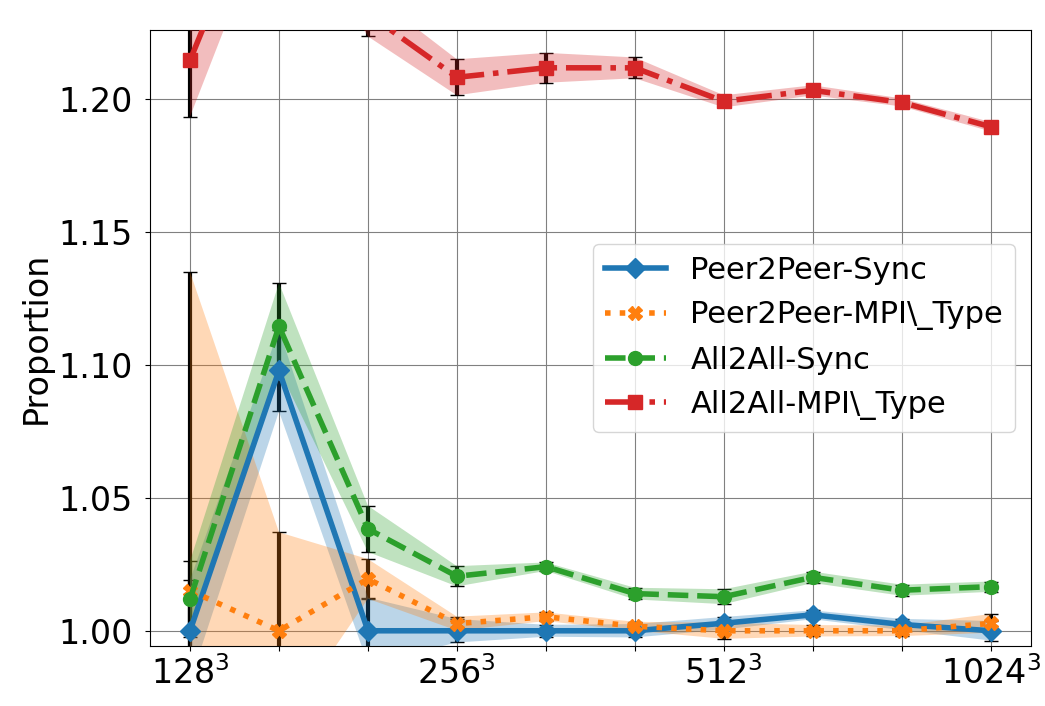 1.20
1.15
1.10
1.05
1.00
Proportion
Peer2Peer-Sync
Peer2Peer-MPI\_Type
All2All-Sync
All2All-MPI\_Type
128³ 256³ 512³ 1024³